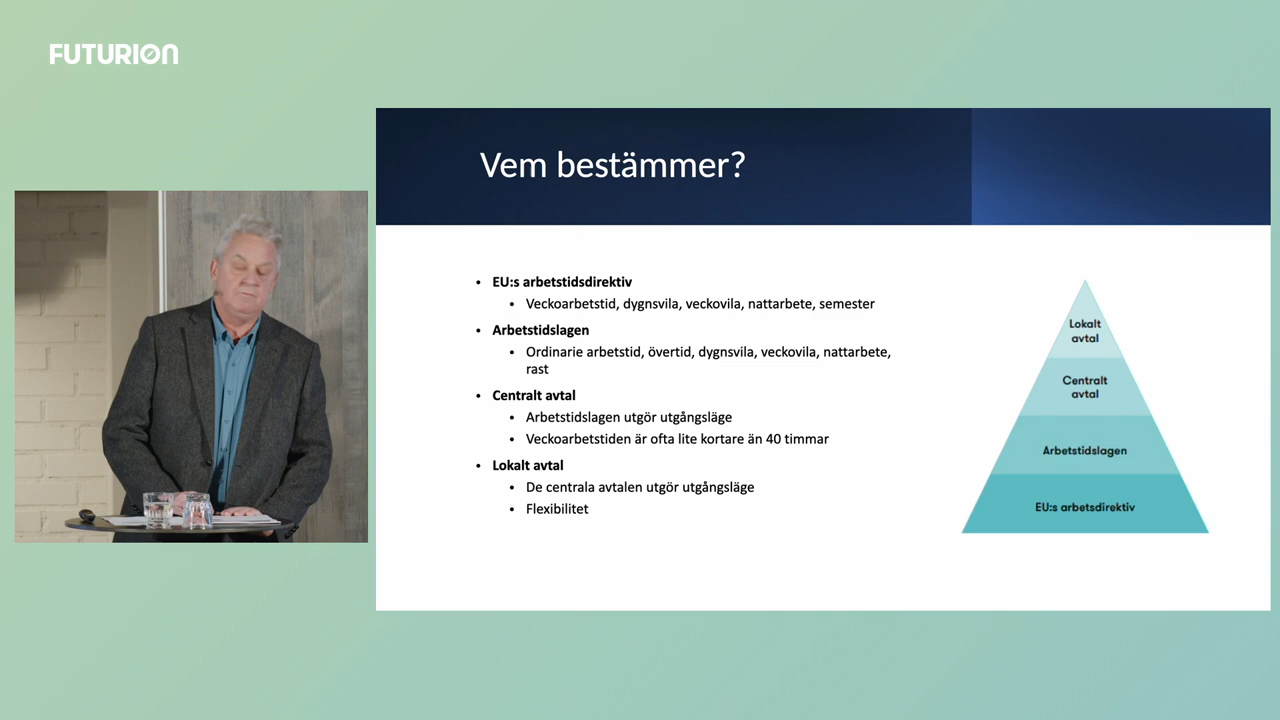 FUTURION
Vem bestämmer?
• EU:s arbetstidsdirektiv
• Veckoarbetstid, dygnsvila, veckovila, nattarbete, semester
• Arbetstidslagen
• Ordinarie arbetstid, övertid, dygnsvila, veckovila, nattarbete,
rast
• Centralt avtal
• Arbetstidslagen utgör utgångsläge
• Veckoarbetstiden är ofta lite kortare än 40 timmar
• Lokalt avtal
• De centrala avtalen utgör utgångsläge
• Flexibilitet
Lokalt
avtal
Centralt
avtal
Arbetstidslagen
EU:s arbetsdirektiv